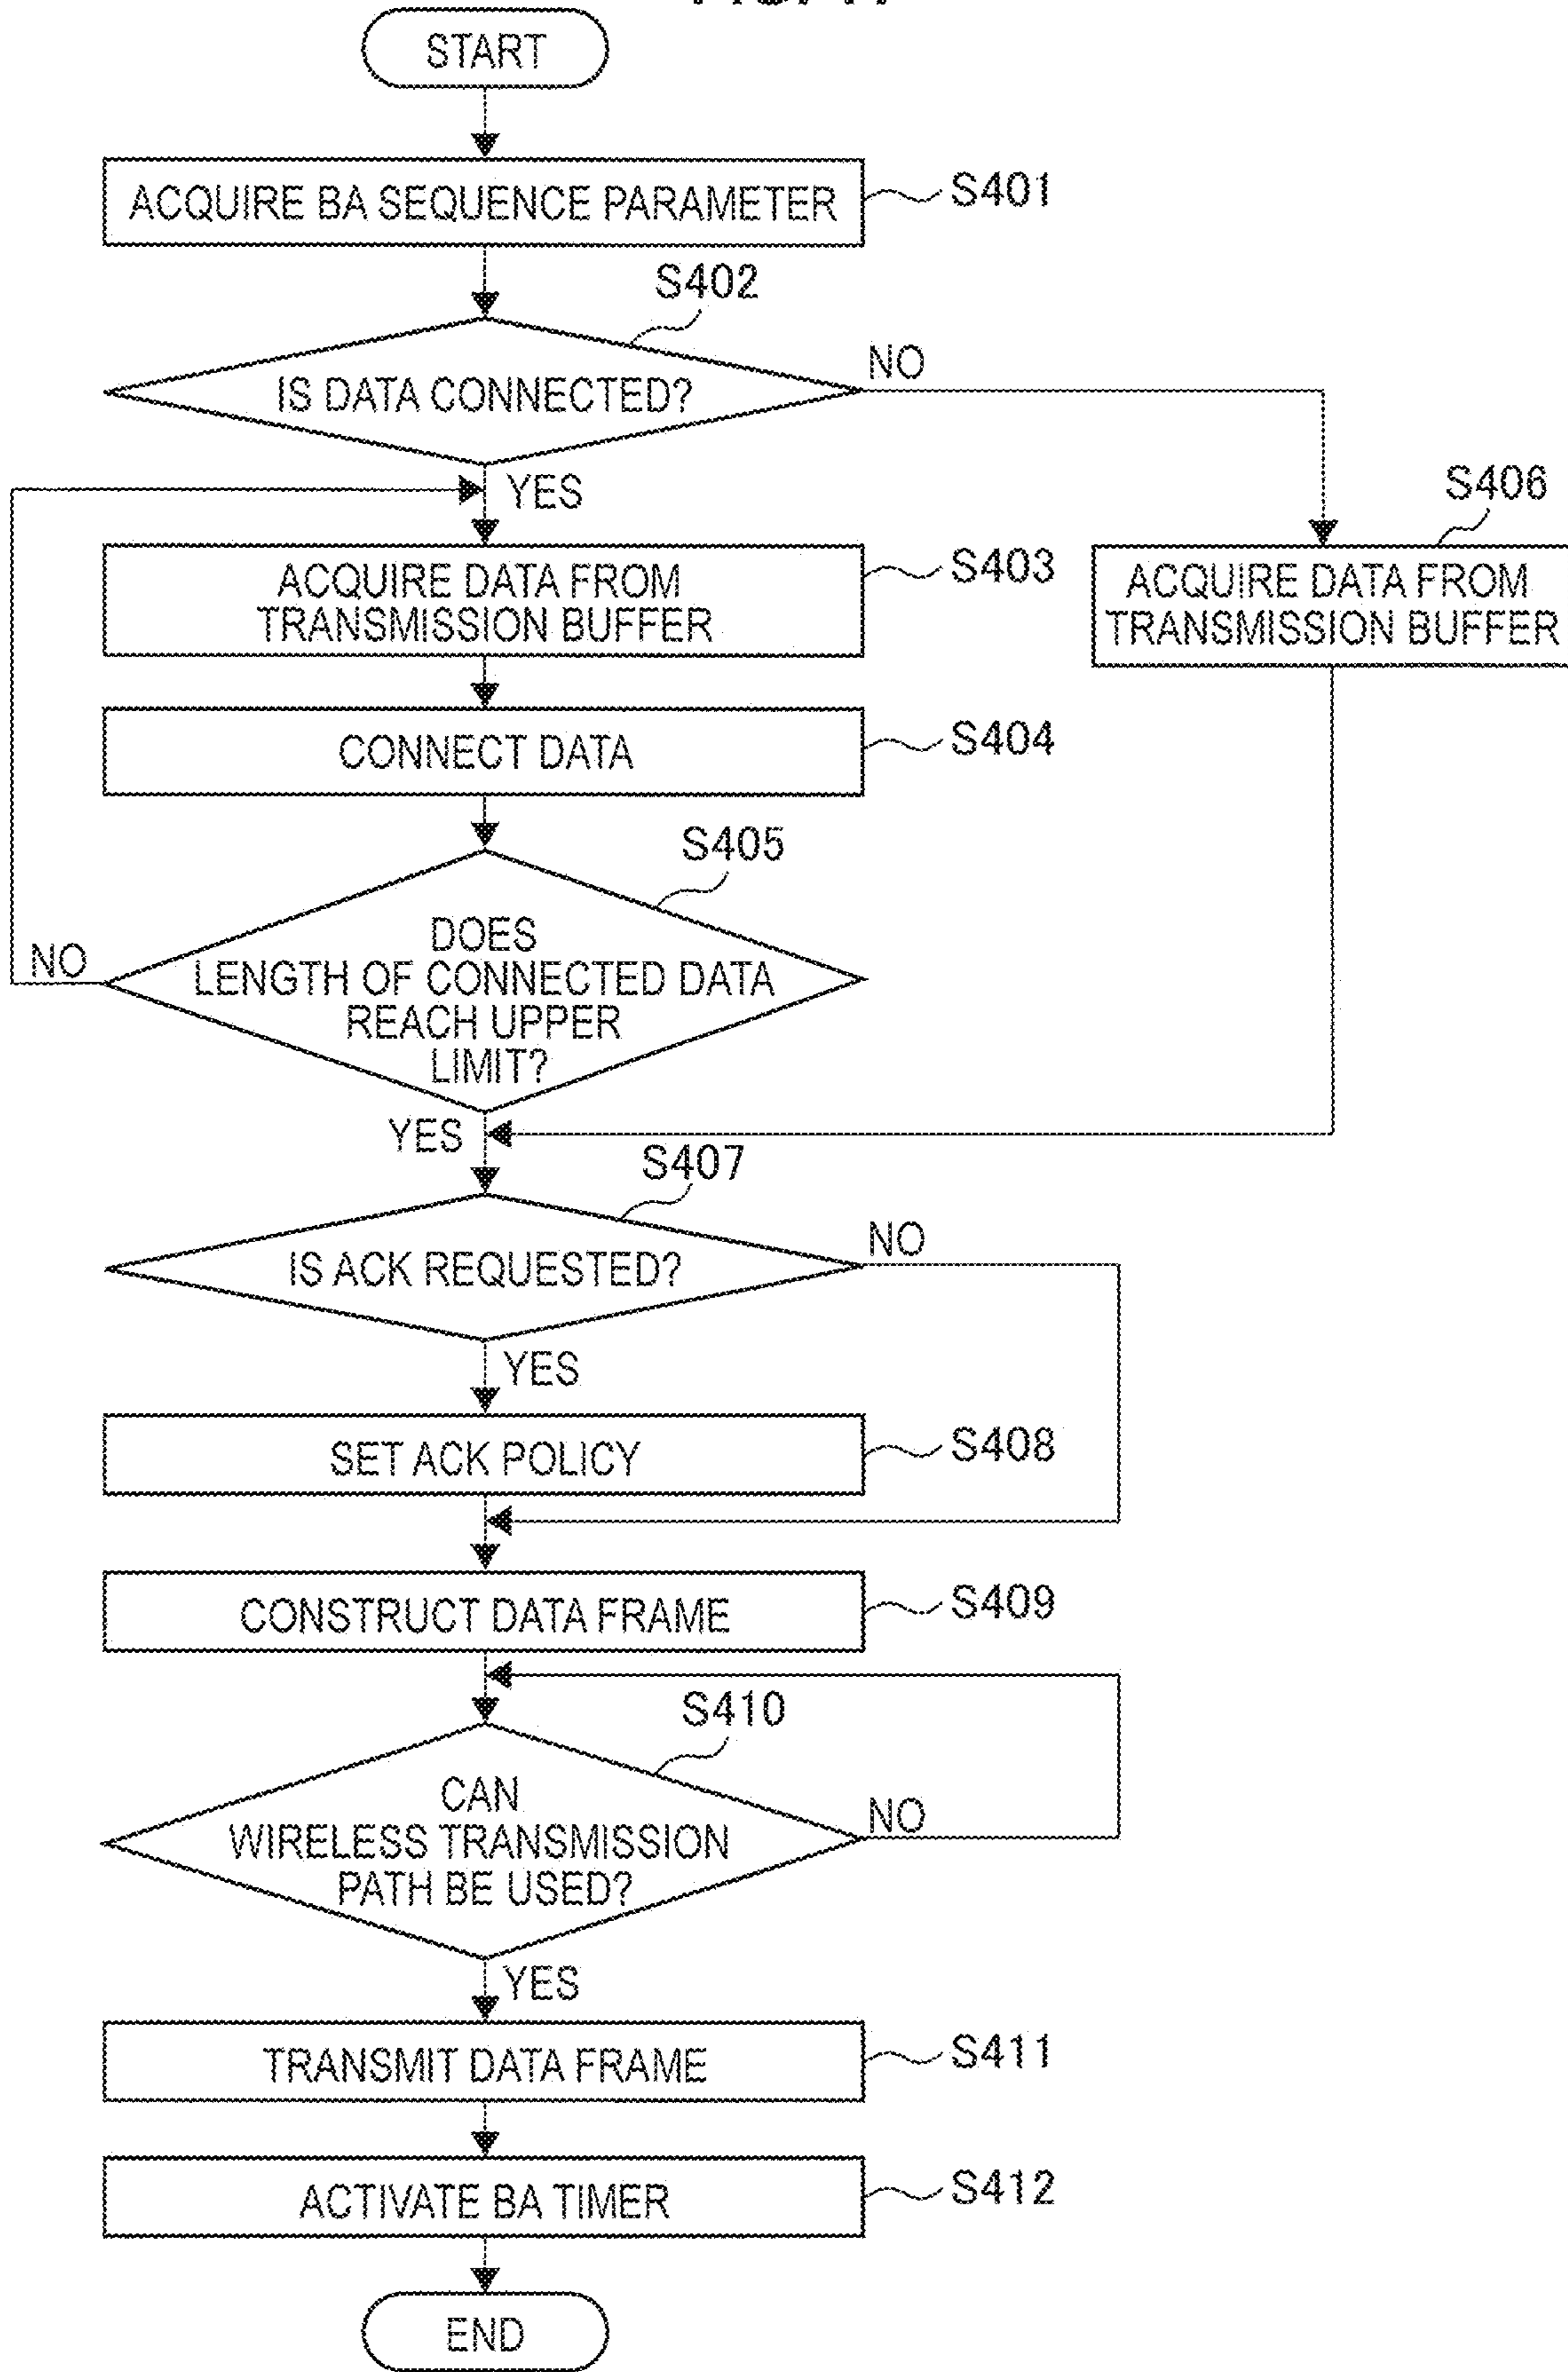 START
ACQUIRE BA SEQUENCE PARAMETER
S401
S402
IS DATA CONNECTED?
NO
YES
S406
ACQUIRE DATA FROM
TRANSMISSION BUFFER
S403
ACQUIRE DATA FROM
TRANSMISSION BUFFER
CONNECT DATA
S404
S405
DOES
LENGTH OF CONNECTED DATA
REACH UPPER
LIMIT?
NO
YES
S407
IS ACK REQUESTED?
NO
YES
SET ACK POLICY
S408
CONSTRUCT DATA FRAME
S409
S410
CAN
WIRELESS TRANSMISSION
PATH BE USED?
NO
YES
TRANSMIT DATA FRAME
S411
ACTIVATE BA TIMER
S412
END